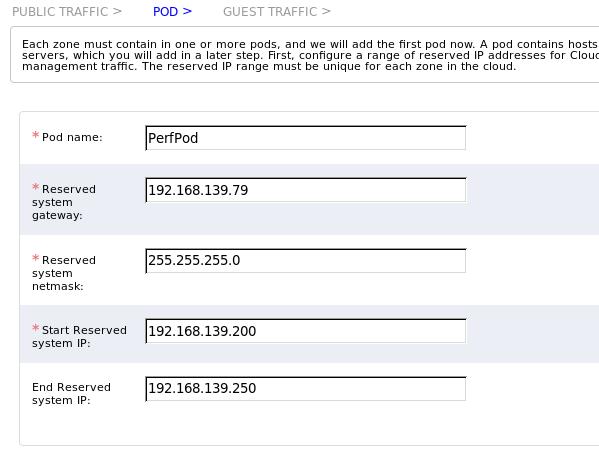 PUBLIC TRAFFIC > POD > GUEST TRAFFIC >
Each zone must contain in one or more pods, and we will add the first pod now. A pod contains hosts
servers, which you will add in a later step. First, configure a range of reserved IP addresses for Clou
management traffic. The reserved IP range must be unique for each zone in the cloud.
* Pod name: PerfPod
* Reserved system gateway: 192.168.139.79
* Reserved system netmask: 255.255.255.0
* Start Reserved system IP: 192.168.139.200
End Reserved system IP: 192.168.139.250